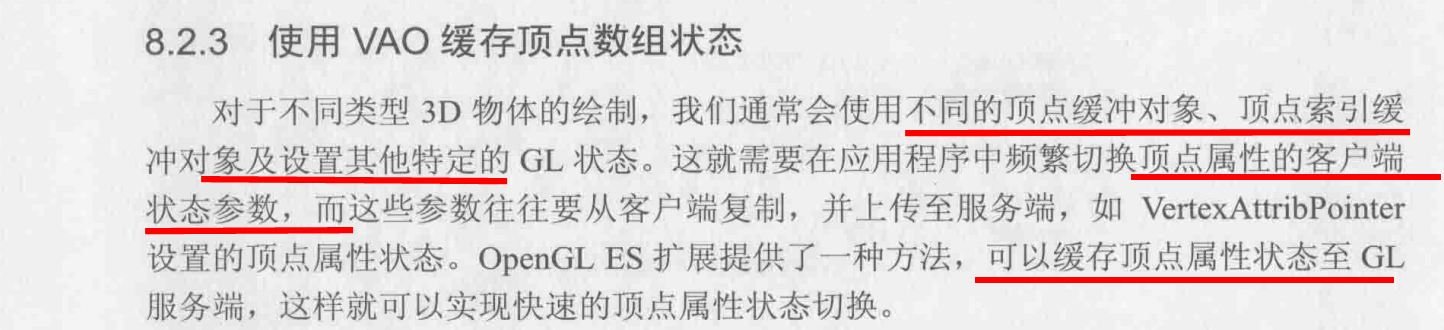 8.2.3 使用 VAO 缓存顶点数组状态
对于不同类型 3D 物体的绘制，我们通常会使用不同的顶点缓冲对象、顶点索引缓
冲对象及设置其他特定的 GL 状态。这就需要在应用程序中频繁切换顶点属性的客户端
状态参数，而这些参数往往要从客户端复制，并上传至服务端，如 VertexAttribPointer
设置的顶点属性状态。OpenGL ES 扩展提供了一种方法，可以缓存顶点属性状态至 GL
服务端，这样就可以实现快速的顶点属性状态切换。